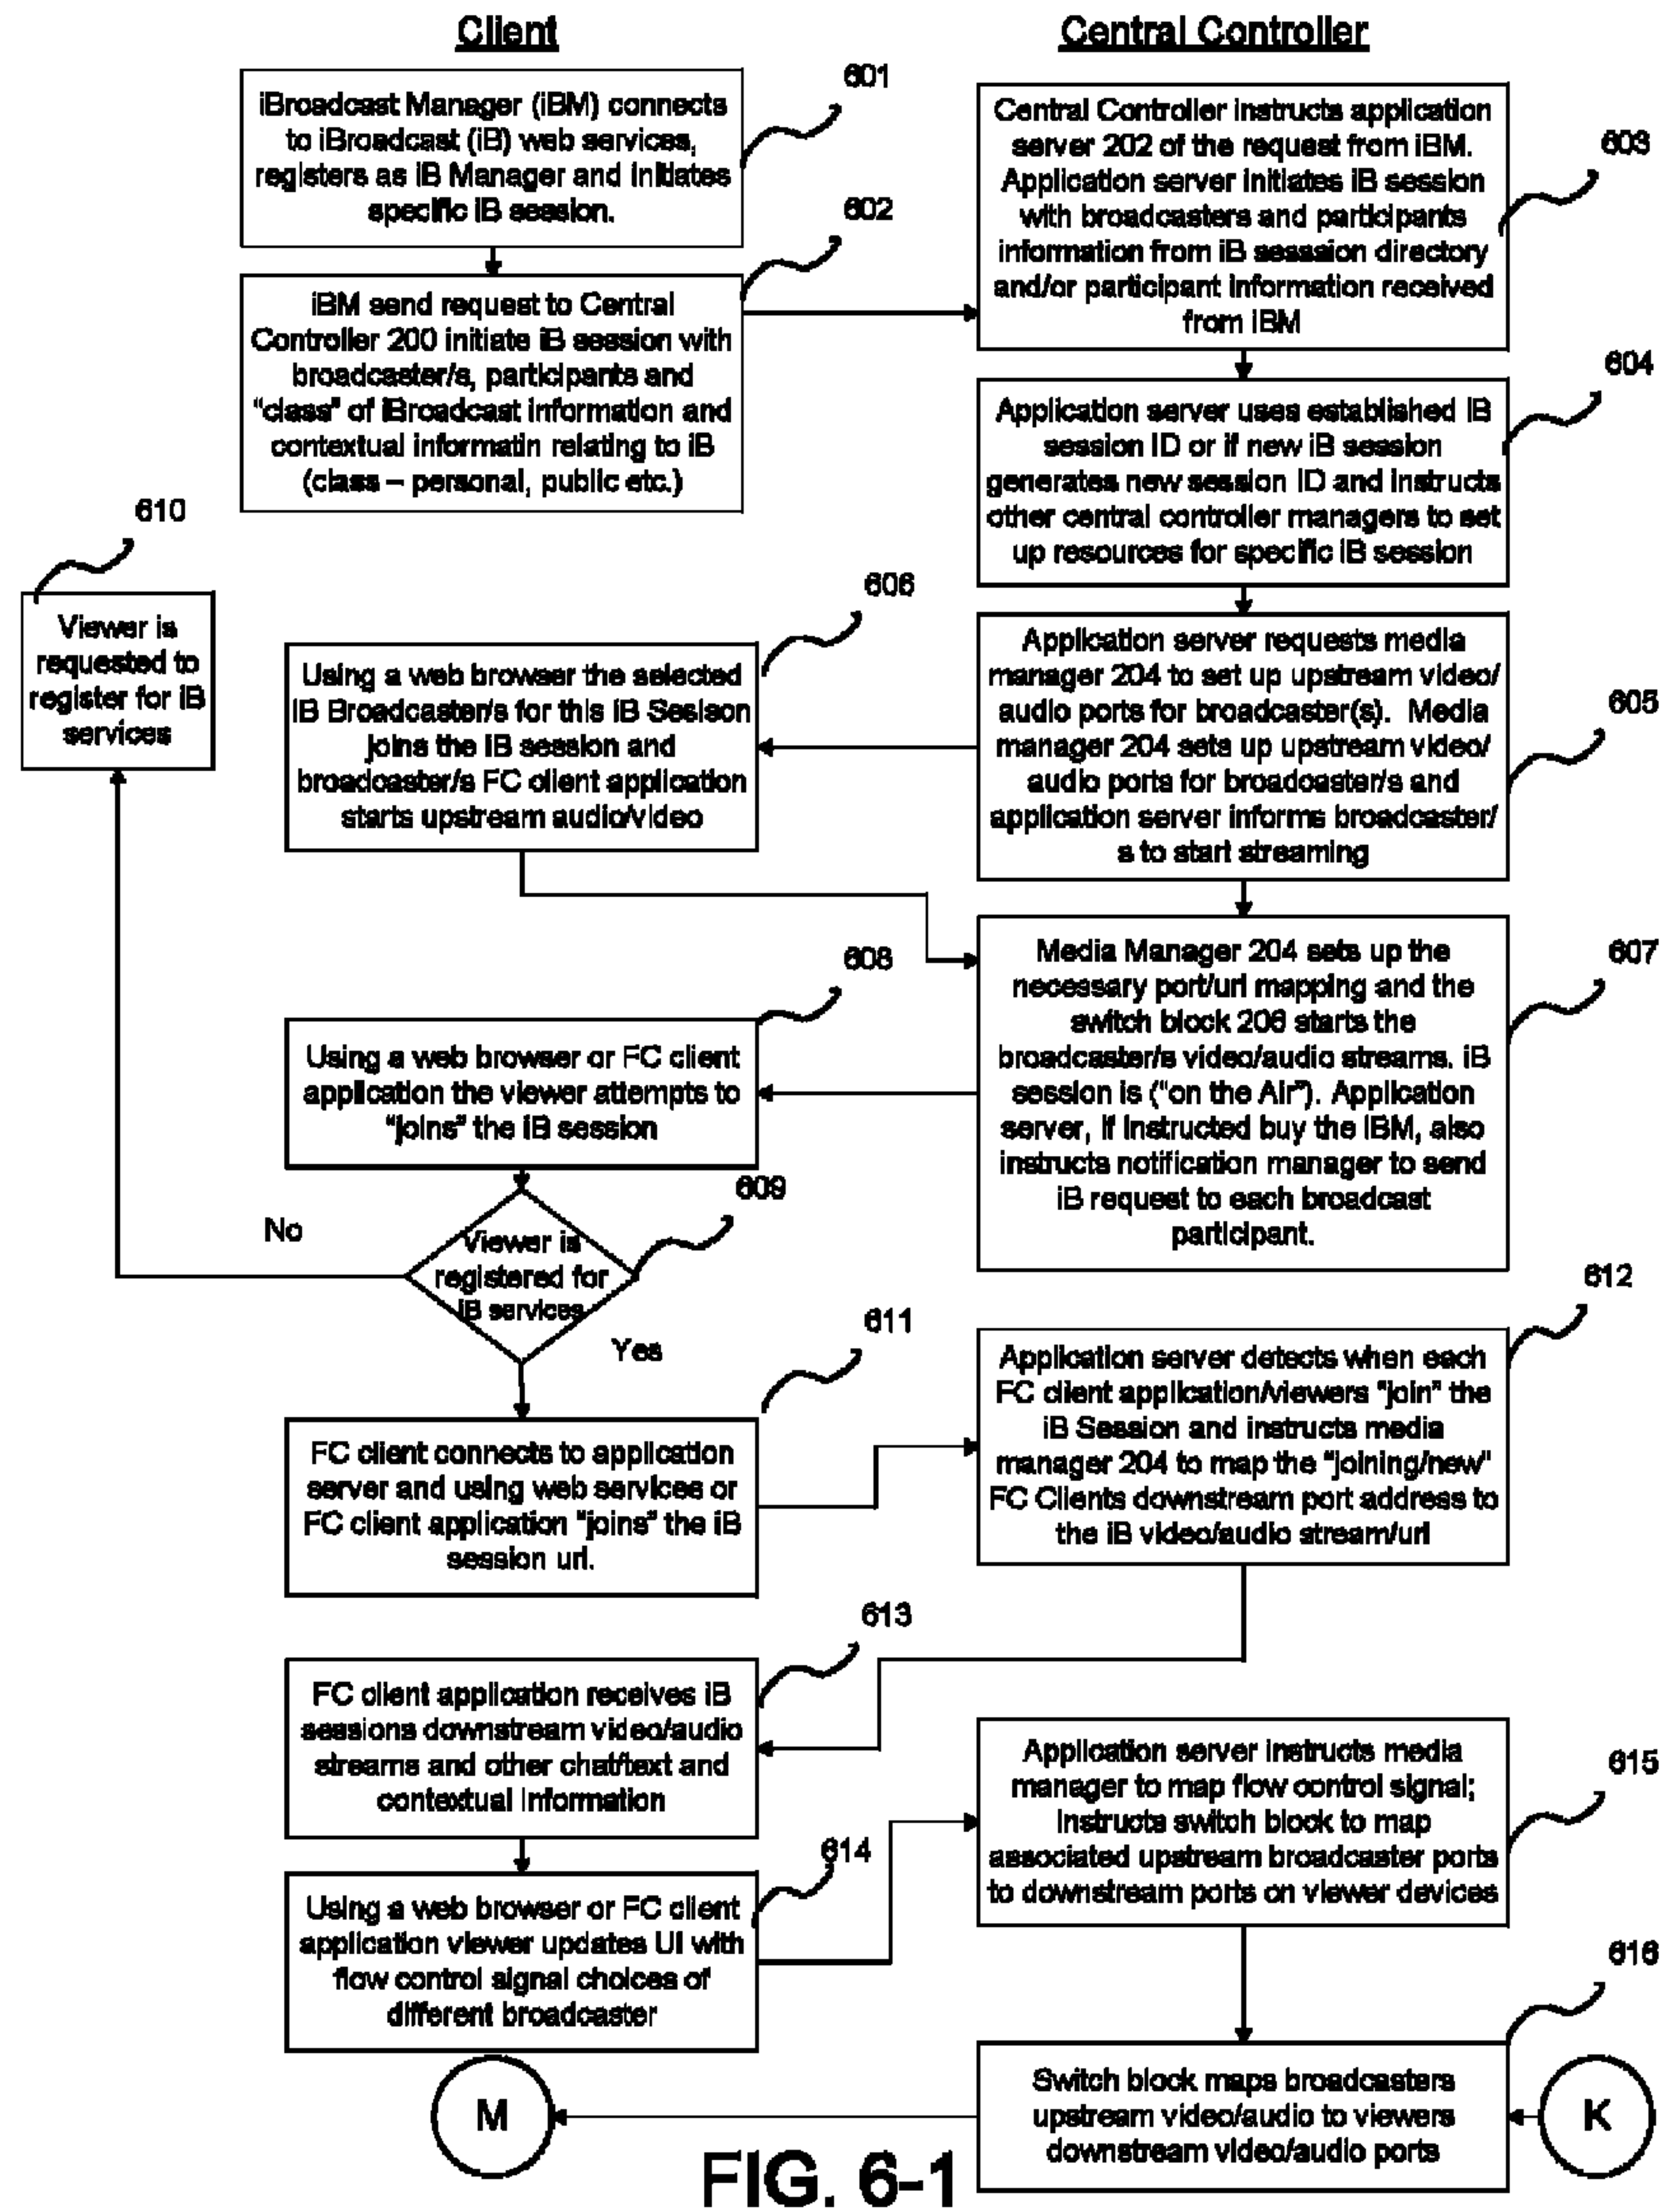 Client
Central Controller
601
iBroadcast Manager (iBM) connects
to iBroadcast (iB) web services,
registers as iB Manager and initiates
specific iB session.
602
iBM send request to Central
Controller 200 initiate iB session with
broadcaster/s, participants and
“class” of iBroadcast information and
contextual informatin relating to iB
(class – personal, public etc.)
603
Central Controller instructs application
server 202 of the request from iBM.
Application server initiates iB session
with broadcasters and participants
information from iB sesssion directory
and/or participant information received
from iBM
604
Application server uses established iB
session ID or if new iB session
generates new session ID and instructs
other central controller managers to set
up resources for specific iB session
605
Application server requests media
manager 204 to set up upstream video/
audio ports for broadcaster(s). Media
manager 204 sets up upstream video/
audio ports for broadcaster/s and
application server informs broadcaster/
s to start streaming
606
Using a web browser the selected
iB Broadcaster/s for this iB Sesison
joins the iB session and
broadcaster/s FC client application
starts upstream audio/video
607
Media Manager 204 sets up the
necessary port/url mapping and the
switch block 206 starts the
broadcaster/s video/audio streams. iB
session is (“on the Air”). Application
server, if instructed buy the iBM, also
instructs notification manager to send
iB request to each broadcast
participant.
608
Using a web browser or FC client
application the viewer attempts to
“joins” the iB session
609
Viewer is
registered for
iB services
No
Yes
610
Viewer is
requested to
register for iB
services
611
FC client connects to application
server and using web services or
FC client application “joins” the iB
session url.
612
Application server detects when each
FC client application/viewers “join” the
iB Session and instructs media
manager 204 to map the “joining/new”
FC Clients downstream port address to
the iB video/audio stream/url
613
FC client application receives iB
sessions downstream video/audio
streams and other chat/text and
contextual Information
614
Using a web browser or FC client
application viewer updates UI with
flow control signal choices of
different broadcaster
615
Application server instructs media
manager to map flow control signal;
Instructs switch block to map
associated upstream broadcaster ports
to downstream ports on viewer devices
616
Switch block maps broadcasters
upstream video/audio to viewers
downstream video/audio ports
K
M
FIG. 6-1